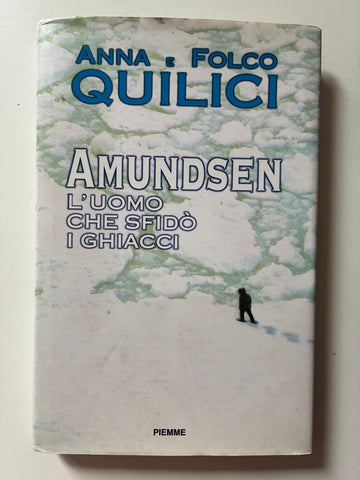 ANNA E FOLCO
QUILICI
AMUNDSEN
L'UOMO
CHE SFIDÒ
I GHIACCI
PIEMME